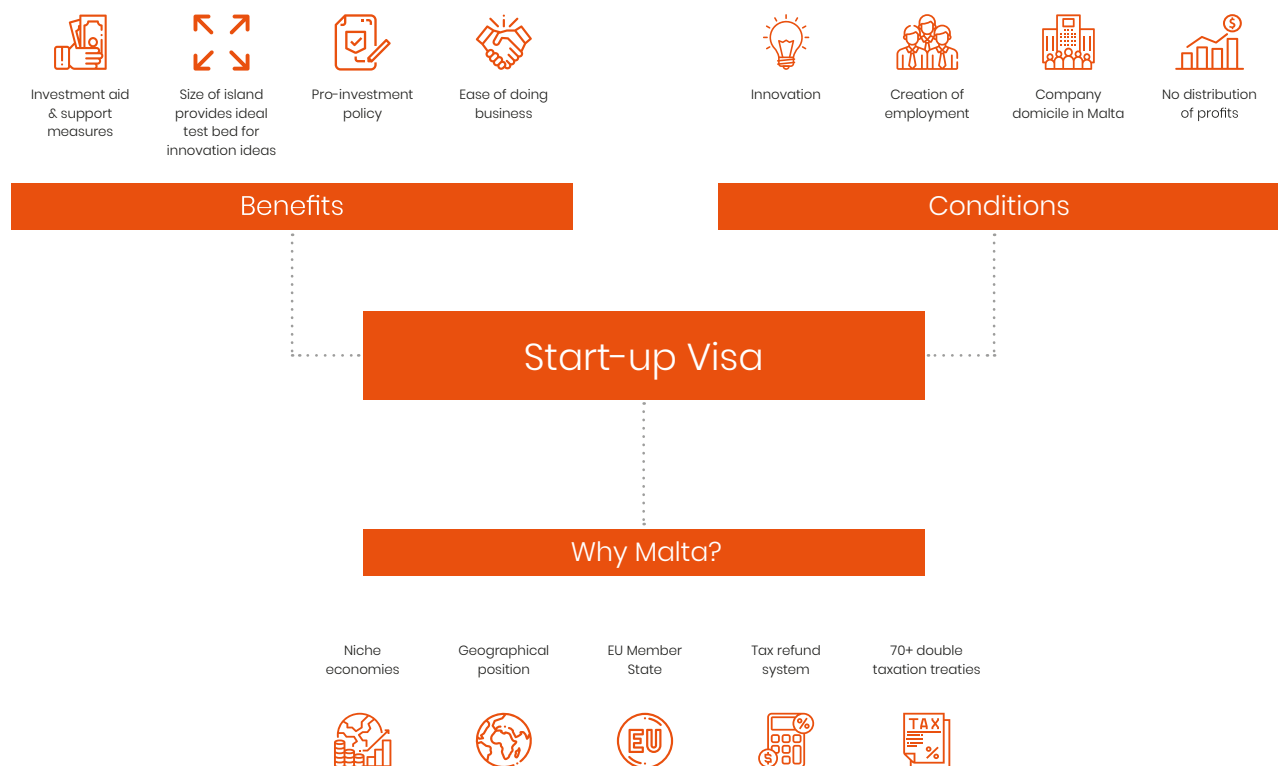 Investment aid
& support
measures
Size of island
provides ideal
test bed for
innovation ideas
Pro-investment
policy
Ease of doing
business
Innovation
Creation of
employment
Company
domicile in Malta
$
No distribution
of profits
Benefits
Conditions
Start-up Visa
Why Malta?
Niche
economies
Geographical
position
EU Member
State
Tax refund
system
70+ double
taxation treaties
EU
%
$
TAX
%